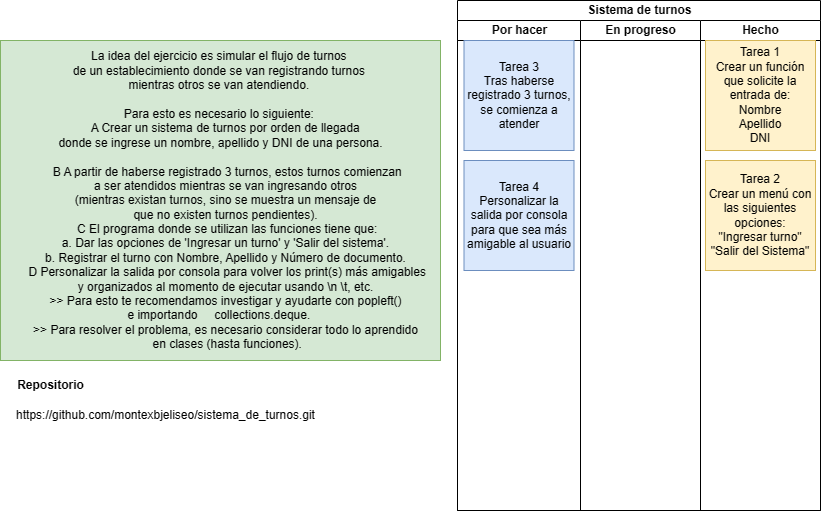 La idea del ejercicio es simular el flujo de turnos
de un establecimiento donde se van registrando turnos
mientras otros se van atendiendo.
Para esto es necesario lo siguiente:
A Crear un sistema de turnos por orden de llegada
donde se ingrese un nombre, apellido y DNI de una persona.
B A partir de haberse registrado 3 turnos, estos turnos comienzan
a ser atendidos mientras se van ingresando otros
(mientras existan turnos, sino se muestra un mensaje de
que no existen turnos pendientes).
C El programa donde se utilizan las funciones tiene que:
a. Dar las opciones de 'Ingresar un turno' y 'Salir del sistema'.
b. Registrar el turno con Nombre, Apellido y Número de documento.
D Personalizar la salida por consola para volver los print(s) más amigables
y organizados al momento de ejecutar usando \n \t, etc.
>> Para esto te recomendamos investigar y ayudarte con popleft()
e importando collections.deque.
>> Para resolver el problema, es necesario considerar todo lo aprendido
en clases (hasta funciones).
Repositorio
https://github.com/montexbjeliseo/sistema_de_turnos.git
Sistema de turnos
Por hacer
En progreso
Hecho
Tarea 3
Tras haberse
registrado 3 turnos,
se comienza a
atender
Tarea 4
Personalizar la
salida por consola
para que sea más
amigable al usuario
Tarea 1
Crear un función
que solicite la
entrada de:
Nombre
Apellido
DNI
Tarea 2
Crear un menú con
las siguientes
opciones:
"Ingresar turno"
"Salir del Sistema"